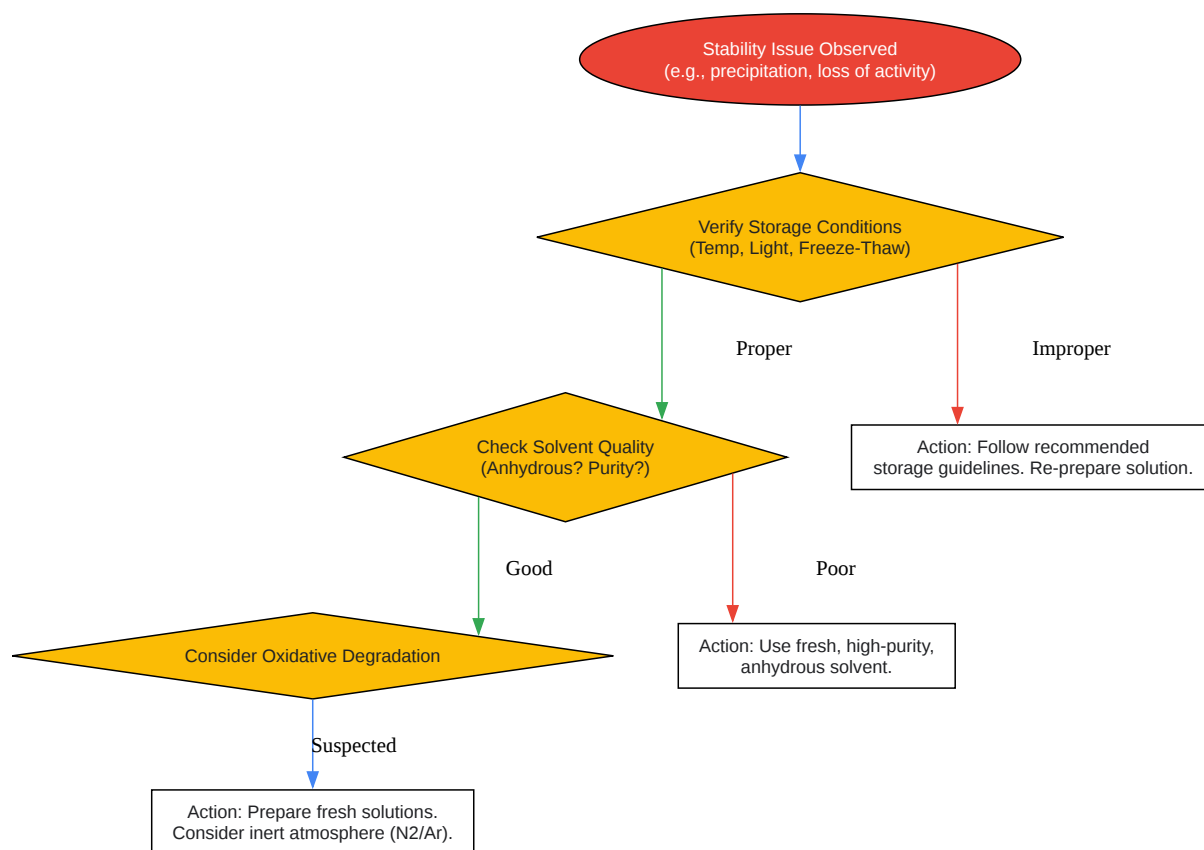 Stability Issue Observed
(e.g., precipitation, loss of activity)
Verify Storage Conditions
(Temp, Light, Freeze-Thaw)
Proper
Improper
Check Solvent Quality
(Anhydrous? Purity?)
Action: Follow recommended
storage guidelines. Re-prepare solution.
Good
Poor
Consider Oxidative Degradation
Action: Use fresh, high-purity,
anhydrous solvent.
Suspected
Action: Prepare fresh solutions.
Consider inert atmosphere (N2/Ar).